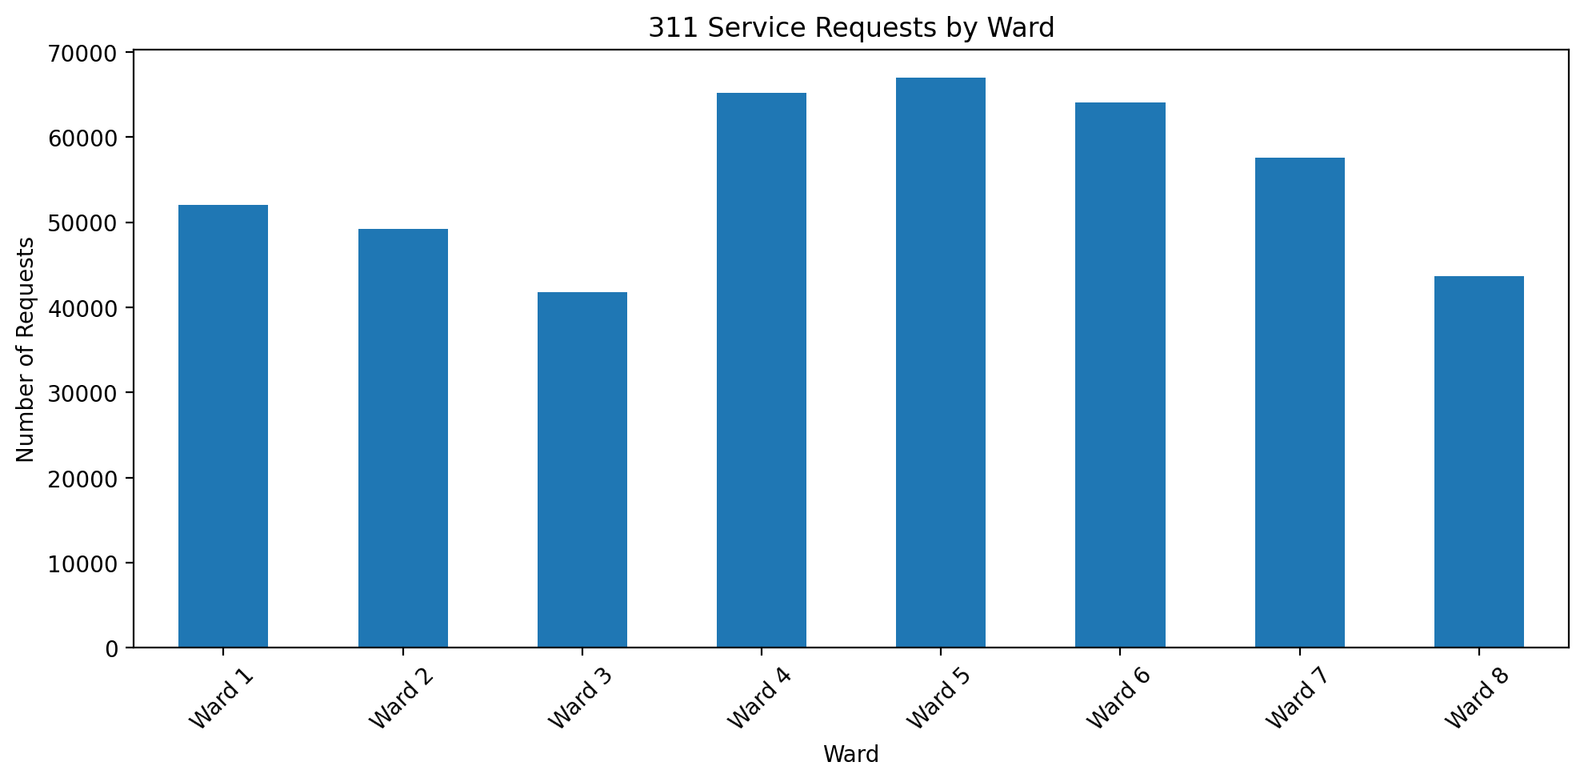 311 Service Requests by Ward
70000
60000
50000
40000
30000
20000
10000
0
Number of Requests
Ward 1
Ward 2
Ward 3
Ward 4
Ward 5
Ward 6
Ward 7
Ward 8
Ward